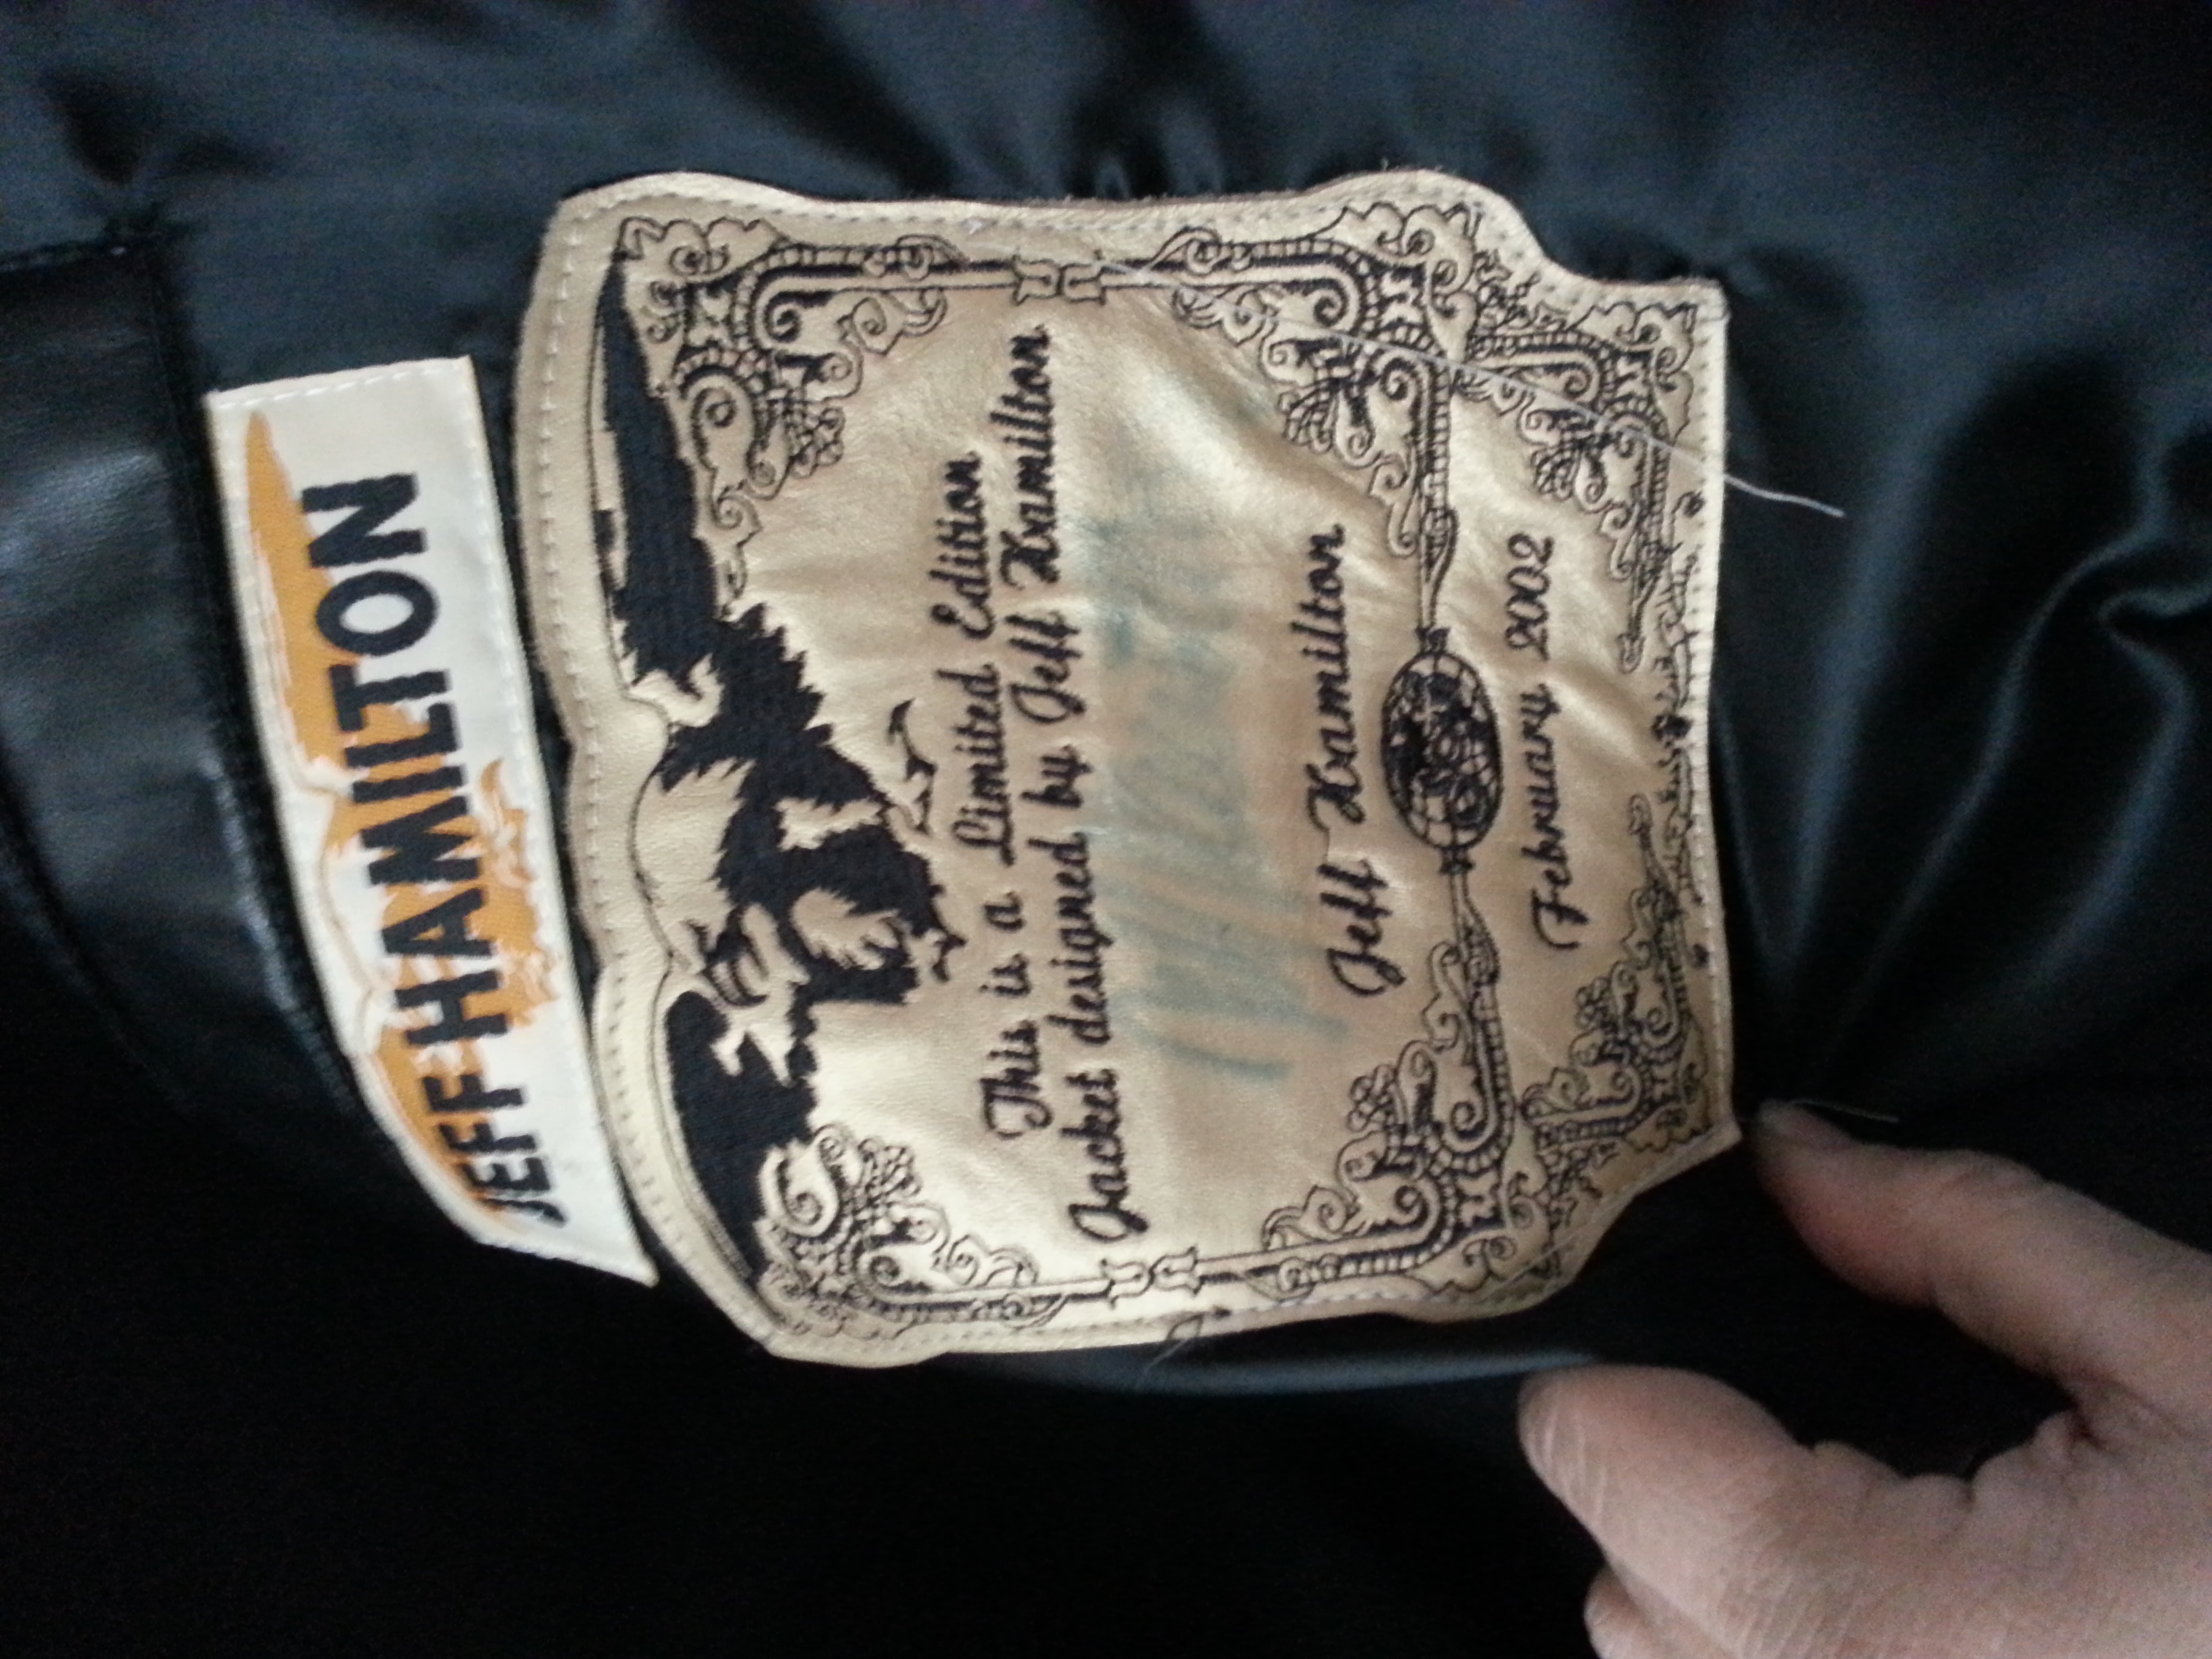 JEFF HAMILTON
This is a Limited Edition
Jacket designed by Jeff Hamilton
Jeff Hamilton
February 2002